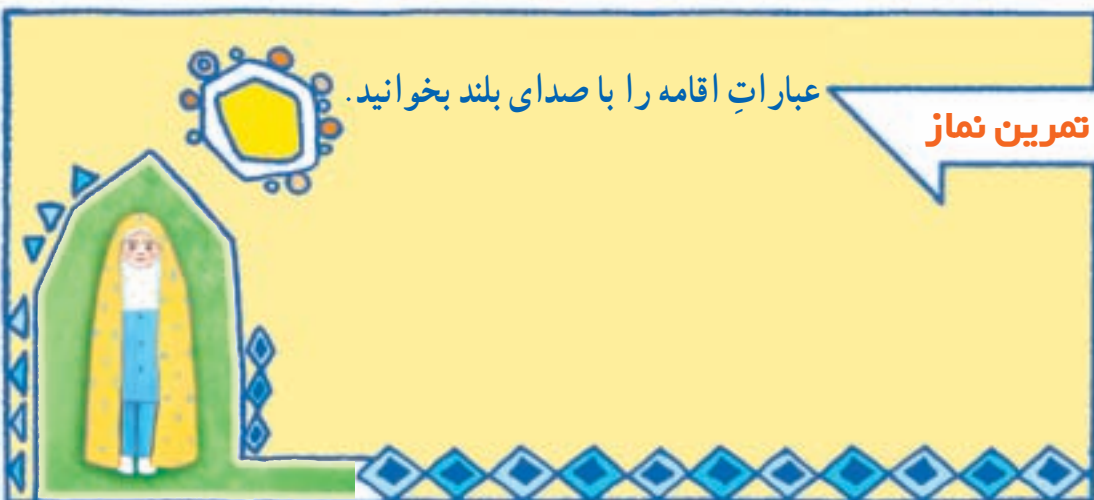 تمرین نماز
عباراتِ اقامه را با صدای بلند بخوانید.